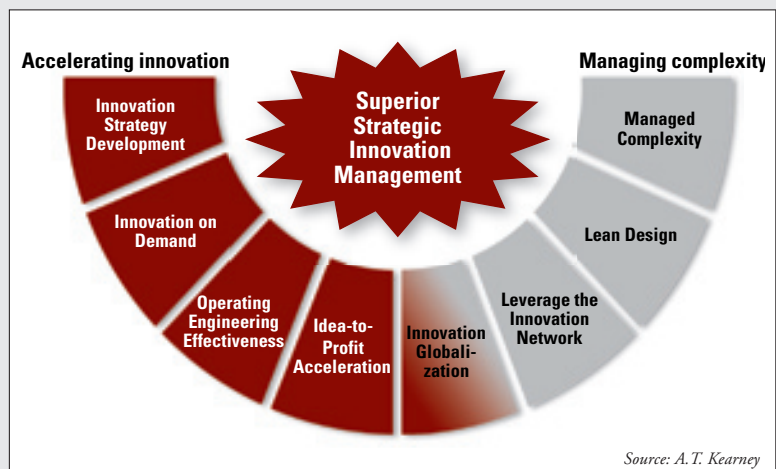 Accelerating innovation
Managing complexity
Superior
Strategic
Innovation
Management
Innovation
Strategy
Development
Innovation on
Demand
Operating
Engineering
Effectiveness
Idea-to-
Profit
Acceleration
Innovation
Globali-
zation
Leverage the
Innovation
Network
Lean Design
Managed
Complexity
Source: A.T. Kearney